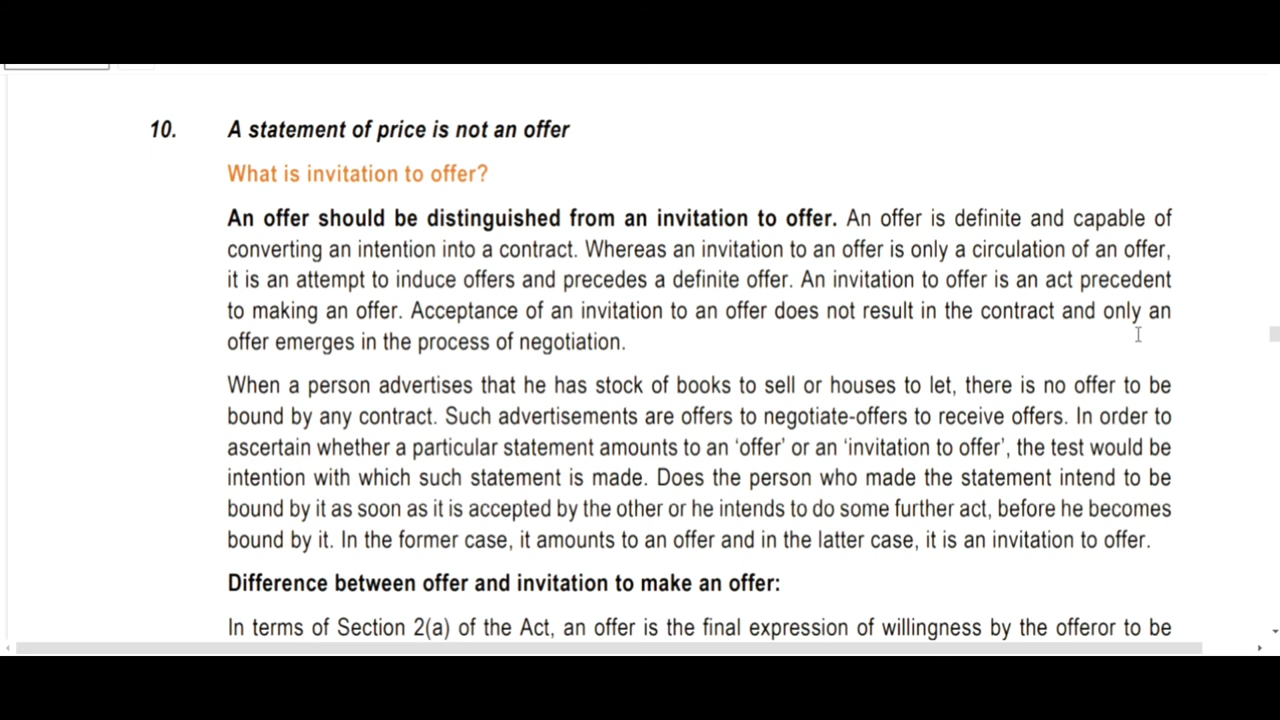 10. A statement of price is not an offer
What is invitation to offer?
An offer should be distinguished from an invitation to offer. An offer is definite and capable of
converting an intention into a contract. Whereas an invitation to an offer is only a circulation of an offer,
it is an attempt to induce offers and precedes a definite offer. An invitation to offer is an act precedent
to making an offer. Acceptance of an invitation to an offer does not result in the contract and only an
offer emerges in the process of negotiation.
When a person advertises that he has stock of books to sell or houses to let, there is no offer to be
bound by any contract. Such advertisements are offers to negotiate-offers to receive offers. In order to
ascertain whether a particular statement amounts to an ‘offer’ or an ‘invitation to offer’, the test would be
intention with which such statement is made. Does the person who made the statement intend to be
bound by it as soon as it is accepted by the other or he intends to do some further act, before he becomes
bound by it. In the former case, it amounts to an offer and in the latter case, it is an invitation to offer.
Difference between offer and invitation to make an offer:
In terms of Section 2(a) of the Act, an offer is the final expression of willingness by the offeror to be